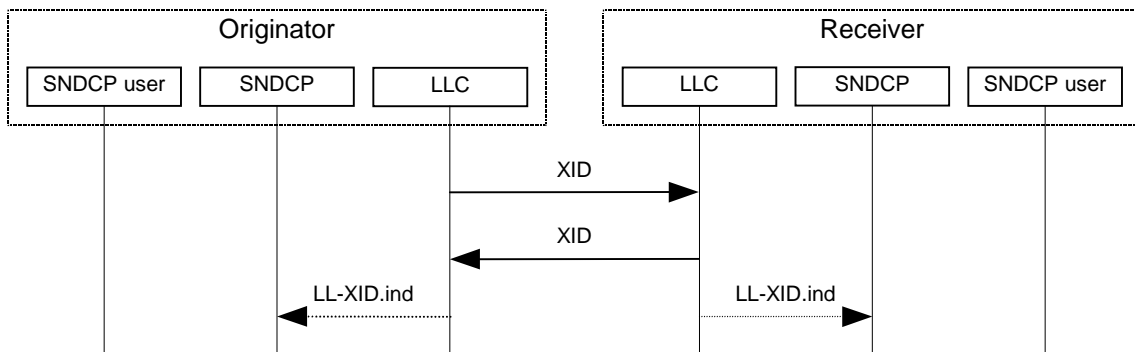 Originator
Receiver
SNDCP user
SNDCP
LLC
LLC
SNDCP
SNDCP user
XID
XID
LL-XID.ind
LL-XID.ind